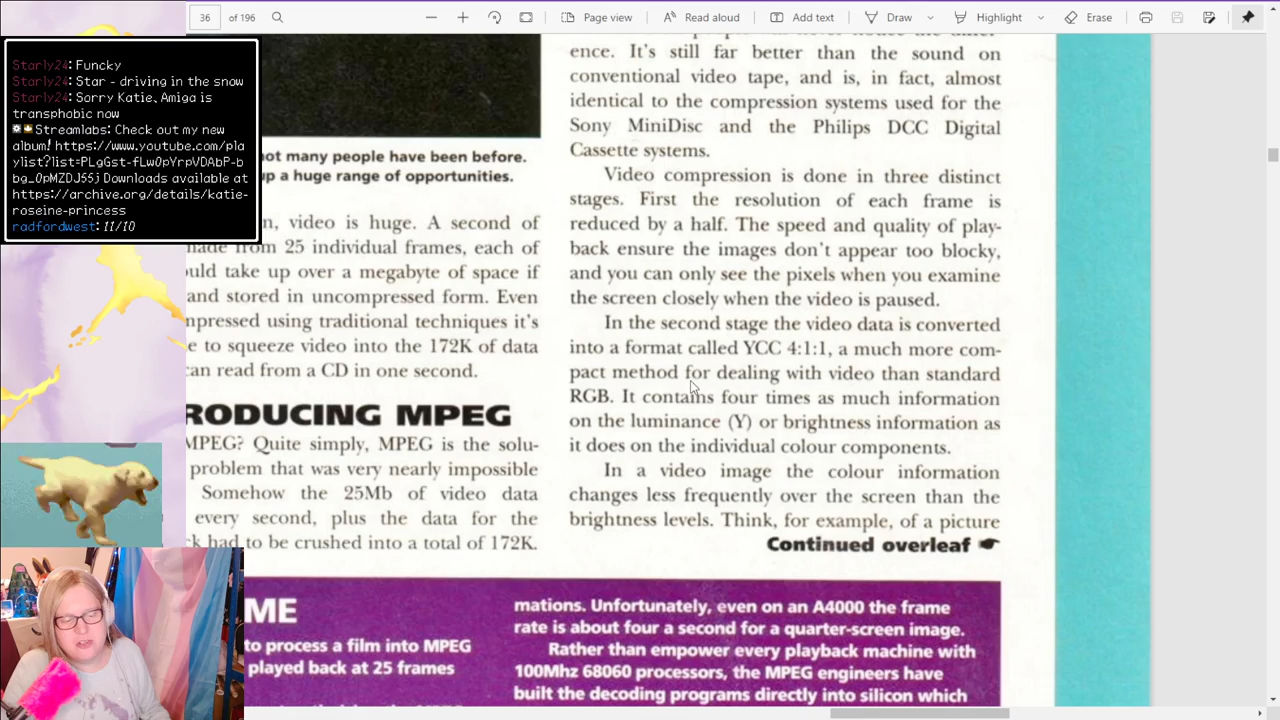 36 of 196
Page view
Read aloud
Add text
Draw
Highlight
Erase
Starly24: Funcky
Starly24: Star - driving in the snow
Starly24: Sorry Katie, Amiga is
transphobic now
Streamlabs: Check out my new
album! https://www.youtube.com/pla
ylist?list=PLgGst-fLwOpYrpVDAbP-b
bg_0pMZDJ55j Downloads available at
https://archive.org/details/katie-
roseine-princess
radfordwest: 11/10
not many people have been before.
up a huge range of opportunities.
n, video is huge. A second of
made from 25 individual frames, each of
uld take up over a megabyte of space if
and stored in uncompressed form. Even
mpressed using traditional techniques it's
e to squeeze video into the 172K of data
can read from a CD in one second.
RODUCING MPEG
MPEG? Quite simply, MPEG is the solu-
problem that was very nearly impossible
Somehow the 25Mb of video data
every second, plus the data for the
k had to be crushed into a total of 172K.
ence. It's still far better than the sound on
conventional video tape, and is, in fact, almost
identical to the compression systems used for the
Sony MiniDisc and the Philips DCC Digital
Cassette systems.
Video compression is done in three distinct
stages. First the resolution of each frame is
reduced by a half. The speed and quality of play-
back ensure the images don't appear too blocky,
and you can only see the pixels when you examine
the screen closely when the video is paused.
In the second stage the video data is converted
into a format called YCC 4:1:1, a much more com-
pact method for dealing with video than standard
RGB. It contains four times as much information
on the luminance (Y) or brightness information as
it does on the individual colour components.
In a video image the colour information
changes less frequently over the screen than the
brightness levels. Think, for example, of a picture
Continued overleaf
ME
to process a film into MPEG
played back at 25 frames
mations. Unfortunately, even on an A4000 the frame
rate is about four a second for a quarter-screen image.
Rather than empower every playback machine with
100Mhz 68060 processors, the MPEG engineers have
built the decoding programs directly into silicon which